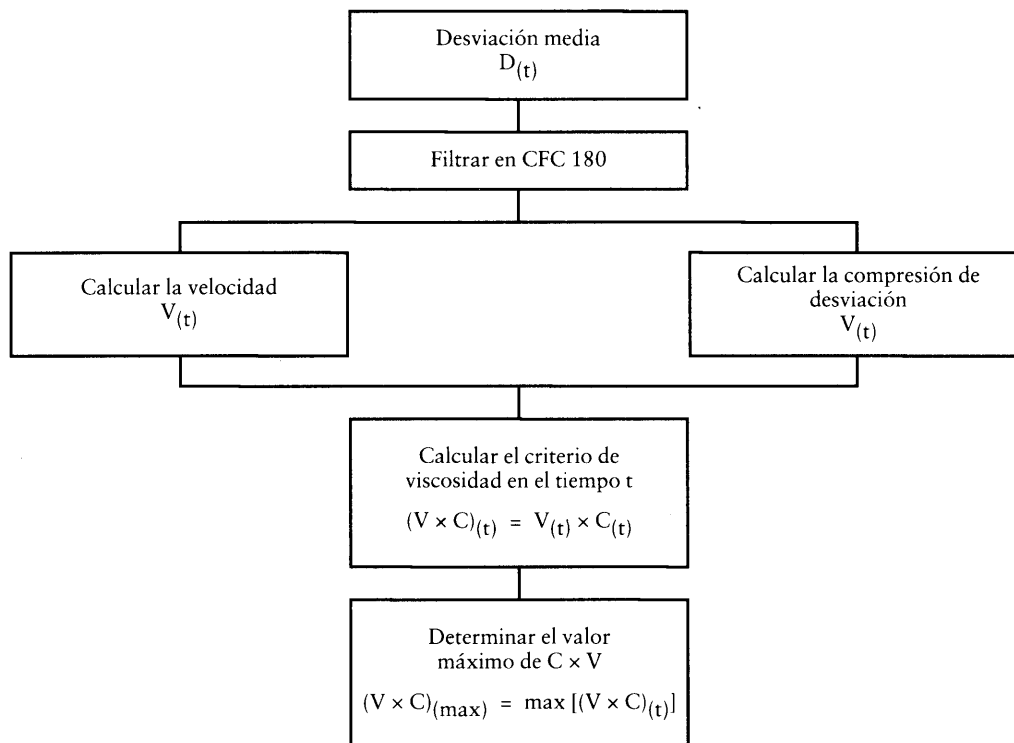 Desviación media
D(t)
Filtrar en CFC 180
Calcular la velocidad
V(t)
Calcular la compresión de
desviación
V(t)
Calcular el criterio de
viscosidad en el tiempo t
(V × C)(t) = V(t) × C(t)
Determinar el valor
máximo de C × V
(V × C)(max) = max [(V × C)(t)]